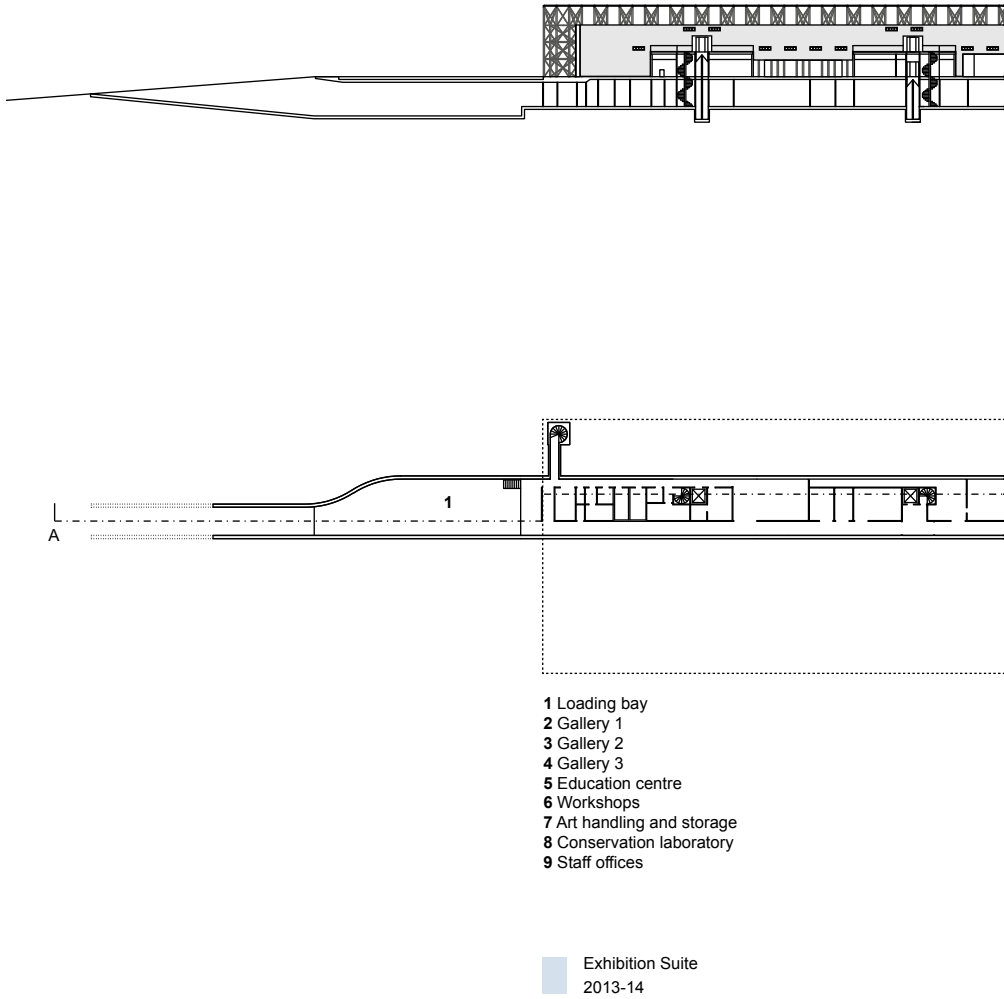 1
A
1 Loading bay
2 Gallery 1
3 Gallery 2
4 Gallery 3
5 Education centre
6 Workshops
7 Art handling and storage
8 Conservation laboratory
9 Staff offices
Exhibition Suite
2013-14